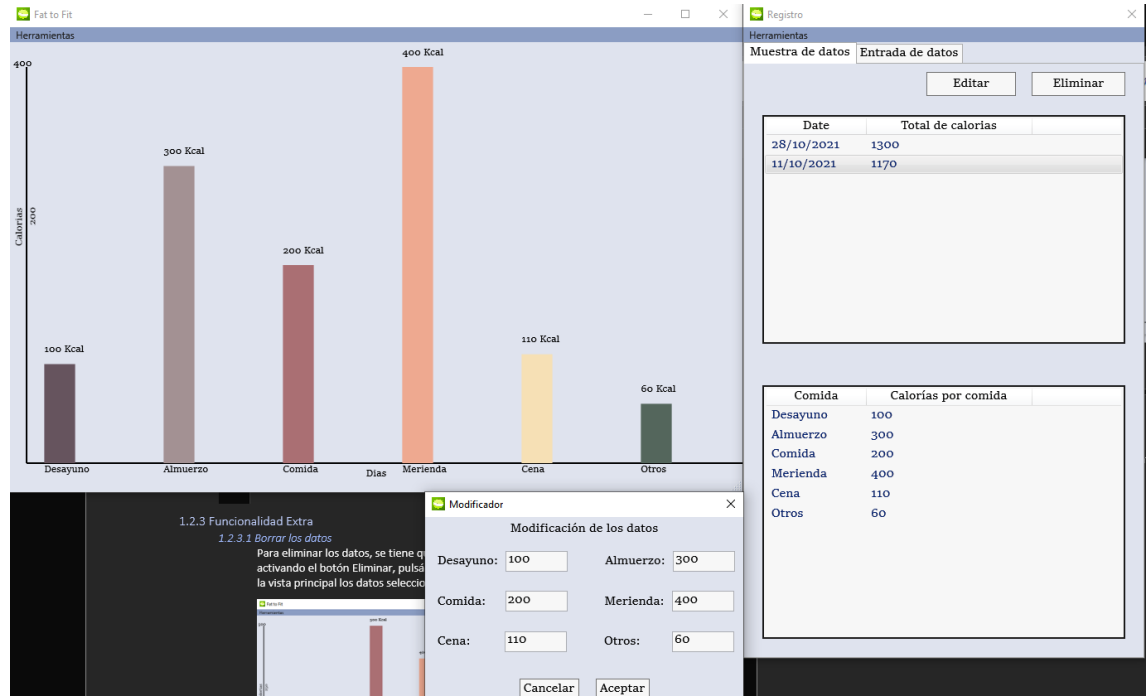 Fat to Fit
Herramientas
400
400 Kcal
300 Kcal
Calorias
200
200 Kcal
100 Kcal
110 Kcal
60 Kcal
Desayuno Almuerzo Comida Merienda Cena Otros
Dias
Registro
Herramientas
Muestra de datos Entrada de datos
Editar Eliminar
Date Total de calorias
28/10/2021 1300
11/10/2021 1170
Comida Calorías por comida
Desayuno 100
Almuerzo 300
Comida 200
Merienda 400
Cena 110
Otros 60
1.2.3 Funcionalidad Extra
1.2.3.1 Borrar los datos
Para eliminar los datos, se tiene
activando el botón Eliminar,
la vista principal los datos
Fat to Fit
Modificador
Modificación de los datos
Desayuno: 100 Almuerzo: 300
Comida: 200 Merienda: 400
Cena: 110 Otros: 60
Cancelar Aceptar